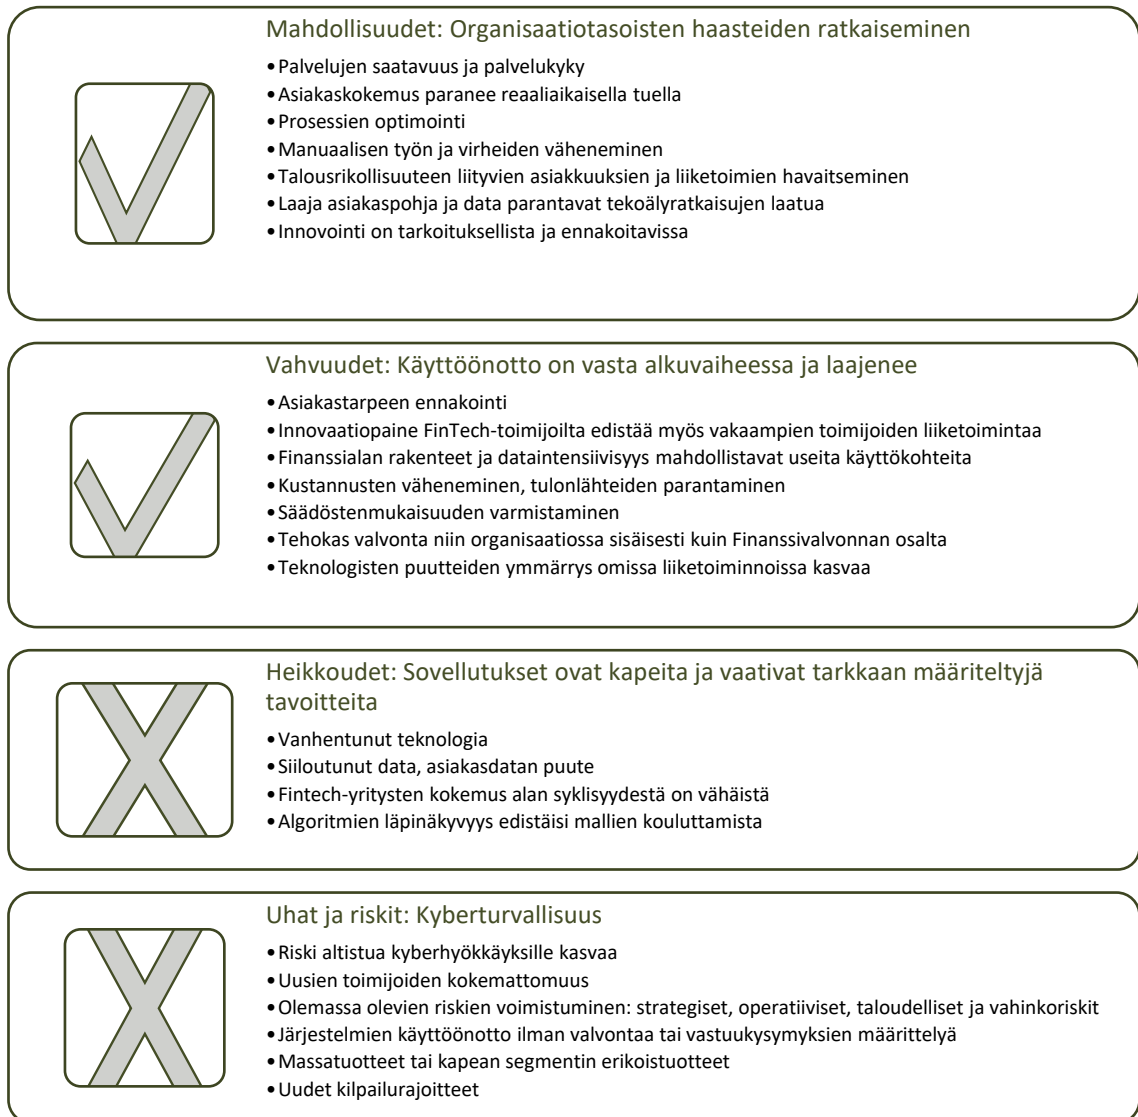 Mahdollisuudet: Organisaatiotasoisten haasteiden ratkaiseminen
•Palvelujen saatavuus ja palvelukyky
•Asiakaskokemus paranee reaaliaikaisella tuella
•Prosessien optimointi
•Manuaalisen työn ja virheiden väheneminen
•Talousrikollisuuteen liityvien asiakkuuksien ja liiketoimien havaitseminen
•Laaja asiakaspohja ja data parantavat tekoälyratkaisujen laatua
•Innovointi on tarkoituksellista ja ennakoitavissa
Vahvuudet: Käyttöönotto on vasta alkuvaiheessa ja laajenee
•Asiakastarpeen ennakointi
•Innovaatiopaine FinTech-toimijoilta edistää myös vakaampien toimijoiden liiketoimintaa
•Finanssialan rakenteet ja dataintensiivisyys mahdollistavat useita käyttökohteita
•Kustannusten väheneminen, tulonlähteiden parantaminen
•Säädöstenmukaisuuden varmistaminen
•Tehokas valvonta niin organisaatiossa sisäisesti kuin Finanssivalvonnan osalta
•Teknologisten puutteiden ymmärrys omissa liiketoiminnoissa kasvaa
Heikkoudet: Sovellutukset ovat kapeita ja vaativat tarkkaan määriteltyjä
tavoitteita
•Vanhentunut teknologia
•Siiloutunut data, asiakasdatan puute
•Fintech-yritysten kokemus alan syklisyydestä on vähäistä
•Algoritmien läpinäkyvyys edistäisi mallien kouluttamista
Uhat ja riskit: Kyberturvallisuus
•Riski altistua kyberhyökkäyksille kasvaa
•Uusien toimijoiden kokemattomuus
•Olemassa olevien riskien voimistuminen: strategiset, operatiiviset, taloudelliset ja vahinkoriskit
•Järjestelmien käyttöönotto ilman valvontaa tai vastuukysymyksien määrittelyä
•Massatuotteet tai kapean segmentin erikoistuotteet
•Uudet kilpailurajoitteet